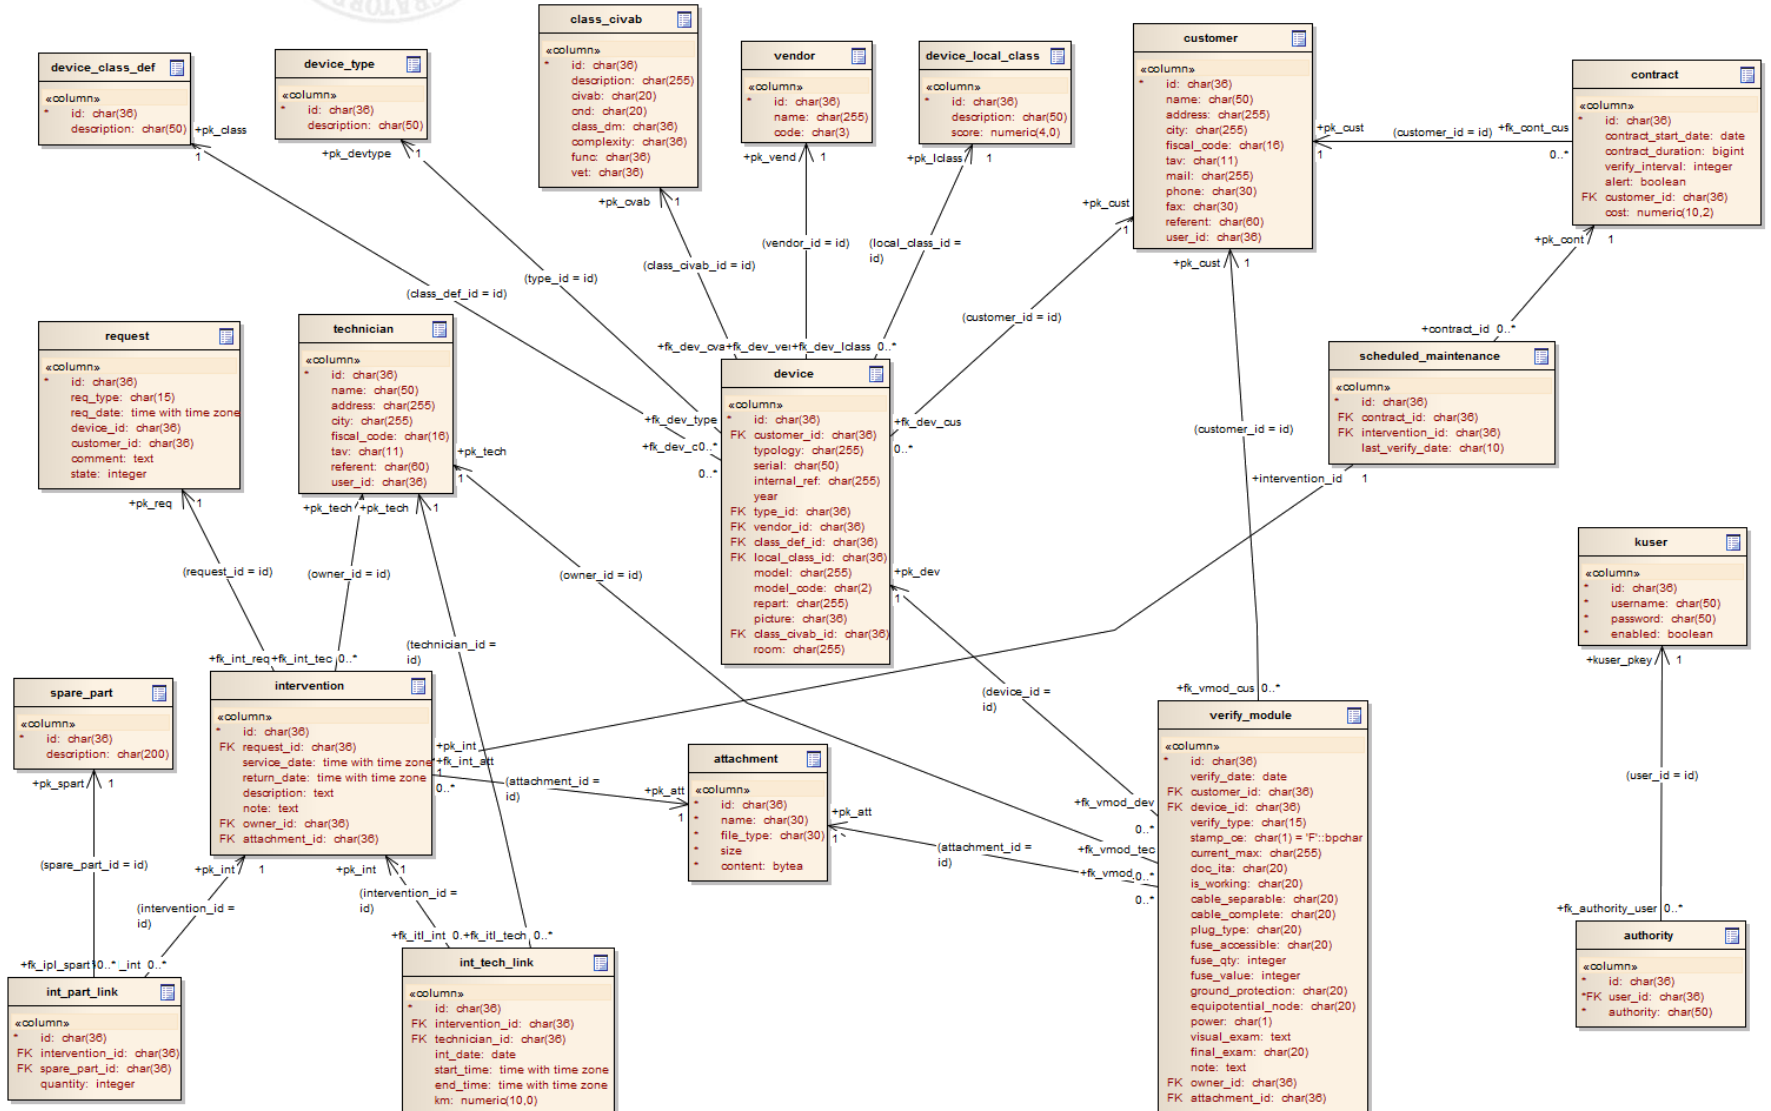 class_civab
«column»
* id: char(36)
description: char(255)
civab: char(20)
cnd: char(20)
class_dm: char(36)
complexity: char(36)
func: char(36)
vet: char(36)
device_class_def
«column»
* id: char(36)
description: char(50)
device_type
«column»
* id: char(36)
description: char(50)
vendor
«column»
* id: char(36)
name: char(255)
code: char(3)
device_local_class
«column»
* id: char(36)
description: char(50)
score: numeric(4,0)
customer
«column»
* id: char(36)
name: char(50)
address: char(255)
city: char(255)
fiscal_code: char(16)
tav: char(11)
mail: char(255)
phone: char(30)
fax: char(30)
referent: char(60)
user_id: char(36)
contract
«column»
* id: char(36)
contract_start_date: date
contract_duration: bigint
verify_interval: integer
alert: boolean
FK customer_id: char(36)
cost: numeric(10,2)
+pk_class
1
+pk_devtype
1
+pk_cvab
1
+pk_vend
1
+pk_lclass
1
+pk_cust
1
(customer_id = id)
+fk_cont_cus
0..*
+pk_cust
1
+pk_cust
1
+pk_cont
1
(class_def_id = id)
(type_id = id)
(class_civab_id = id)
(vendor_id = id)
(local_class_id =
id)
(customer_id = id)
+contract_id 0..*
request
«column»
* id: char(36)
req_type: char(15)
req_date: time with time zone
device_id: char(36)
customer_id: char(36)
comment: text
state: integer
technician
«column»
* id: char(36)
name: char(50)
address: char(255)
city: char(255)
fiscal_code: char(16)
tav: char(11)
referent: char(60)
user_id: char(36)
+fk_dev_cva+fk_dev_ver+fk_dev_lclass 0..*
device
«column»
* id: char(36)
FK customer_id: char(36)
typology: char(255)
serial: char(50)
internal_ref: char(255)
year
FK type_id: char(36)
FK vendor_id: char(36)
FK class_def_id: char(36)
FK local_class_id: char(36)
model: char(255)
model_code: char(2)
repart: char(255)
picture: char(36)
FK class_civab_id: char(36)
room: char(255)
+fk_dev_type
+fk_dev_c0..*
0..*
+fk_dev_cus
0..*
scheduled_maintenance
«column»
* id: char(36)
FK contract_id: char(36)
FK intervention_id: char(36)
last_verify_date: char(10)
+intervention_id
1
(customer_id = id)
+pk_tech
1
+pk_req
1
+pk_tech
+pk_tech
1
(request_id = id)
(owner_id = id)
(owner_id = id)
+pk_dev
1
(technician_id =
id)
kuser
«column»
* id: char(36)
* username: char(50)
* password: char(50)
* enabled: boolean
+kuser_pkey
1
+fk_int_req+fk_int_tec 0..*
intervention
«column»
* id: char(36)
FK request_id: char(36)
service_date: time with time zone
return_date: time with time zone
description: text
note: text
FK owner_id: char(36)
FK attachment_id: char(36)
spare_part
«column»
* id: char(36)
description: char(200)
+pk_spart
1
+pk_int
+fk_int_att
1
0..*
(attachment_id =
id)
+pk_att
1
attachment
«column»
* id: char(36)
* name: char(30)
* file_type: char(30)
* size
* content: bytea
+pk_att
1
(device_id =
id)
(attachment_id =
id)
+fk_vmod_dev
0..*
+fk_vmod_tec
+fk_vmod_0..*
0..*
+fk_vmod_cus 0..*
verify_module
«column»
* id: char(36)
verify_date: date
FK customer_id: char(36)
FK device_id: char(36)
verify_type: char(15)
stamp_ce: char(1) = 'F'::bpchar
current_max: char(255)
doc_ita: char(20)
is_working: char(20)
cable_separable: char(20)
cable_complete: char(20)
plug_type: char(20)
fuse_accessible: char(20)
fuse_qty: integer
fuse_value: integer
ground_protection: char(20)
equipotential_node: char(20)
power: char(1)
visual_exam: text
final_exam: char(20)
note: text
FK owner_id: char(36)
FK attachment_id: char(36)
(user_id = id)
+fk_authority_user 0..*
authority
«column»
* id: char(36)
*FK user_id: char(36)
* authority: char(50)
(spare_part_id = id)
+pk_int
1
+pk_int
1
(intervention_id =
id)
(intervention_id =
id)
+fk_ipl_spart 0..* _int 0..*
int_part_link
«column»
* id: char(36)
FK intervention_id: char(36)
FK spare_part_id: char(36)
quantity: integer
+fk_itl_int 0..+fk_itl_tech 0..*
int_tech_link
«column»
* id: char(36)
FK intervention_id: char(36)
FK technician_id: char(36)
int_date: date
start_time: time with time zone
end_time: time with time zone
km: numeric(10,0)